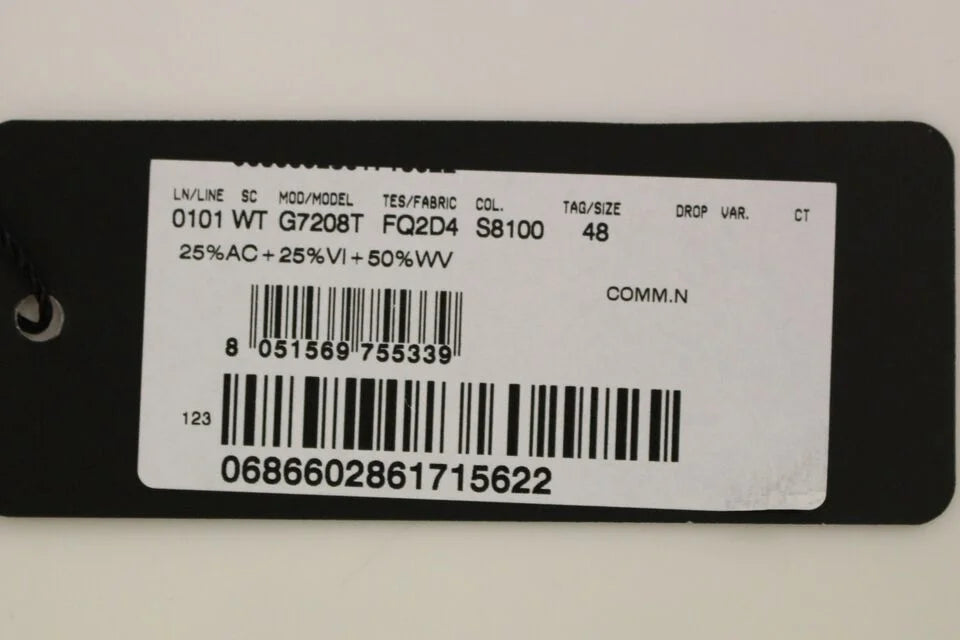 LN/LINE SC MOD/MODEL TES/FABRIC COL. TAG/SIZE DROP VAR. CT
0101 WT G7208T FQ2D4 S8100 48
25%AC+25%VI+50%WV
COMM.N
8 051569 755339
123
0686602861715622